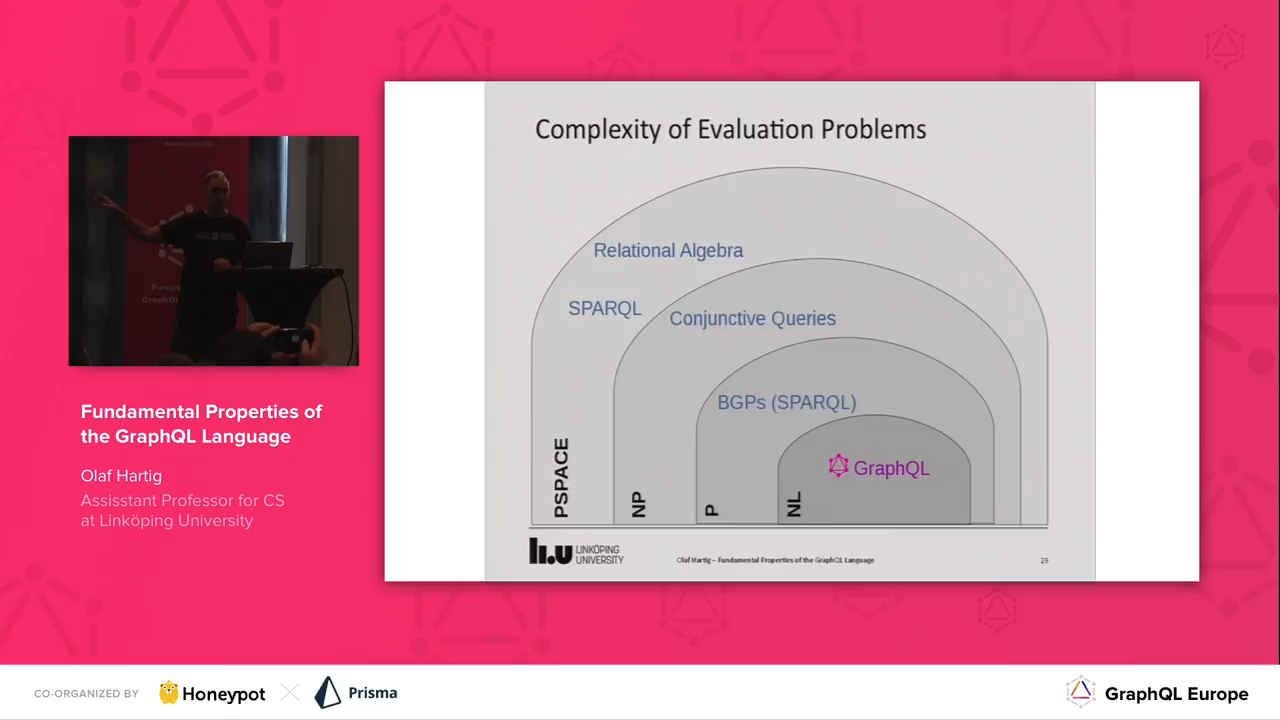 Complexity of Evaluation Problems
Relational Algebra
SPARQL
Conjunctive Queries
BGPs (SPARQL)
GraphQL
PSPACE
NP
P
NL
LINKÖPING
UNIVERSITY
Olaf Hartig – Fundamental Properties of the GraphQL Language
29
Europe
GraphQL
Fundamental Properties of
the GraphQL Language
Olaf Hartig
Assisstant Professor for CS
at Linköping University
CO-ORGANIZED BY
Honeypot
Prisma
GraphQL Europe